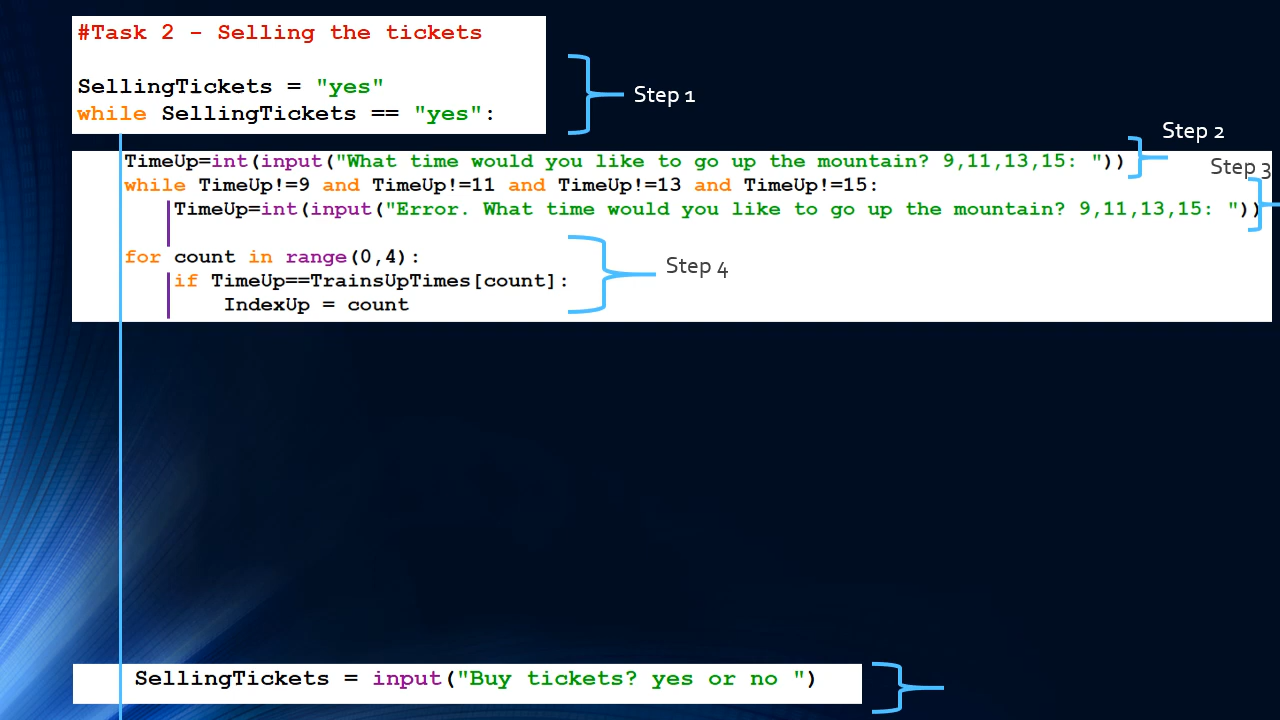 #Task 2 - Selling the tickets
SellingTickets = "yes"
while SellingTickets == "yes":
Step 1
Step 2
TimeUp=int(input("What time would you like to go up the mountain? 9,11,13,15: "))
Step 3
while TimeUp!=9 and TimeUp!=11 and TimeUp!=13 and TimeUp!=15:
TimeUp=int(input("Error. What time would you like to go up the mountain? 9,11,13,15: "))
for count in range(0,4):
if TimeUp==TrainsUpTimes[count]:
IndexUp = count
Step 4
SellingTickets = input("Buy tickets? yes or no ")